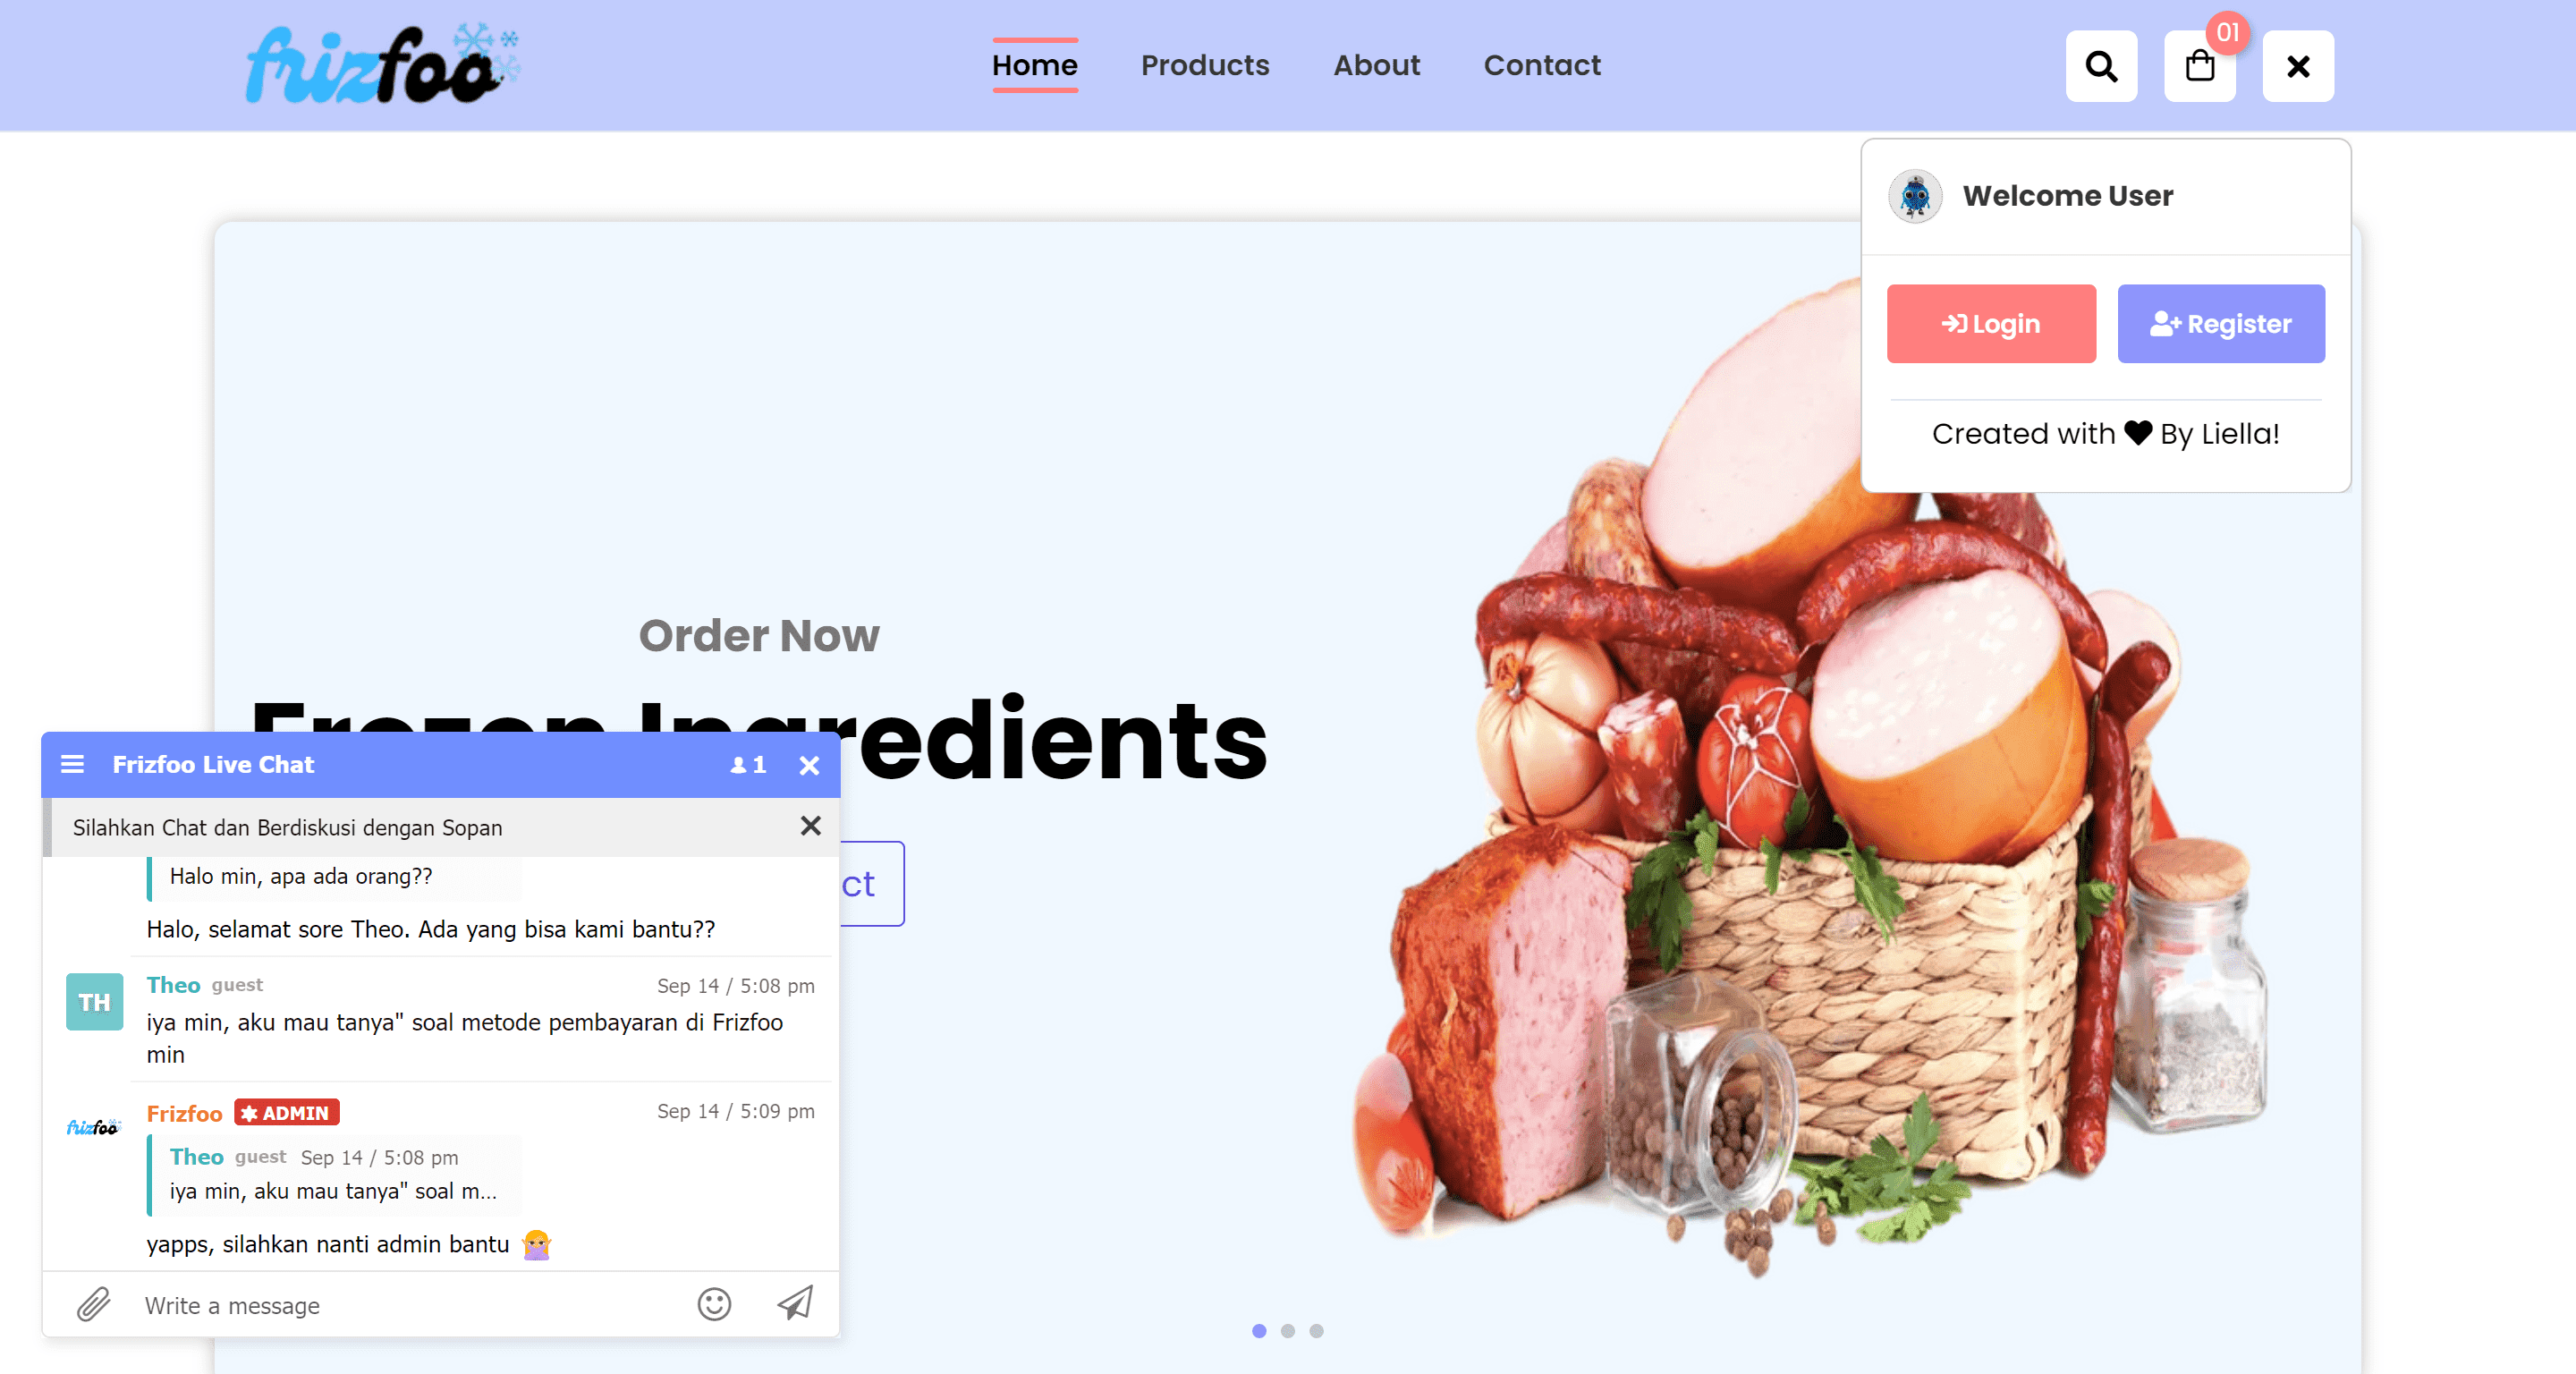 frizfoo
Home
Products
About
Contact
01
Welcome User
Login
Register
Created with ♥ By Liella!
Order Now
Frozen Ingredients
ct
Frizfoo Live Chat
1
Silahkan Chat dan Berdiskusi dengan Sopan
Halo min, apa ada orang??
Halo, selamat sore Theo. Ada yang bisa kami bantu??
TH
Theo guest
Sep 14 / 5:08 pm
iya min, aku mau tanya" soal metode pembayaran di Frizfoo
min
frizfoo
Frizfoo ADMIN
Sep 14 / 5:09 pm
Theo guest Sep 14 / 5:08 pm
iya min, aku mau tanya" soal m...
yapps, silahkan nanti admin bantu 🙅‍♀️
Write a message